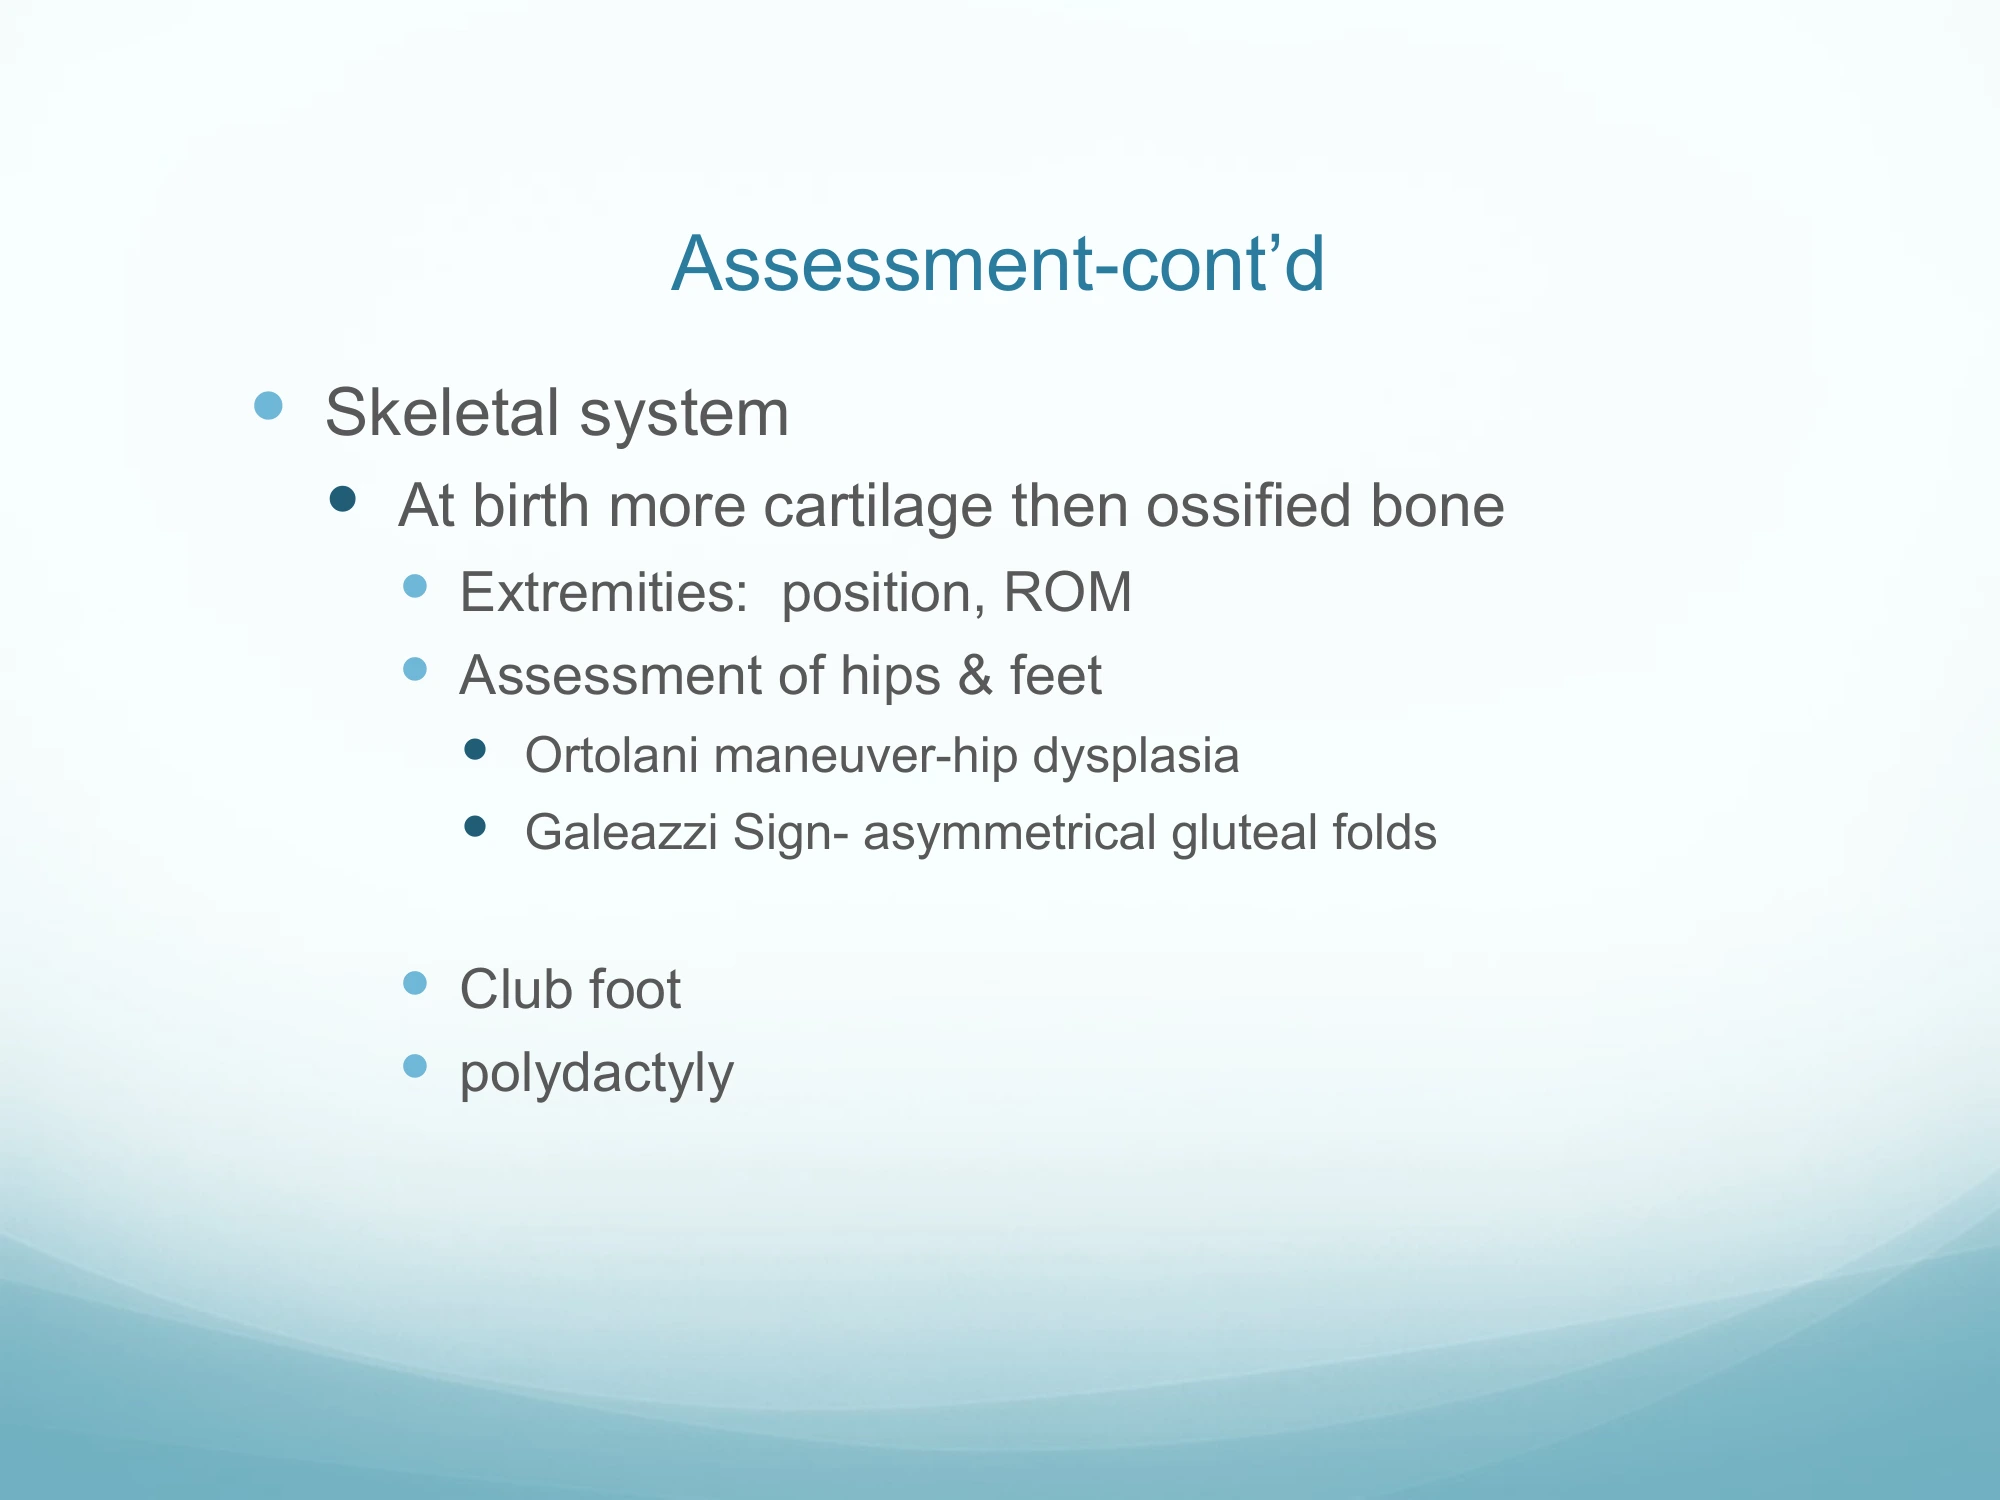 Assessment-cont’d
Skeletal system
At birth more cartilage then ossified bone
Extremities:  position, ROM
Assessment of hips & feet
Ortolani maneuver-hip dysplasia
Galeazzi Sign- asymmetrical gluteal folds
Club foot
polydactyly